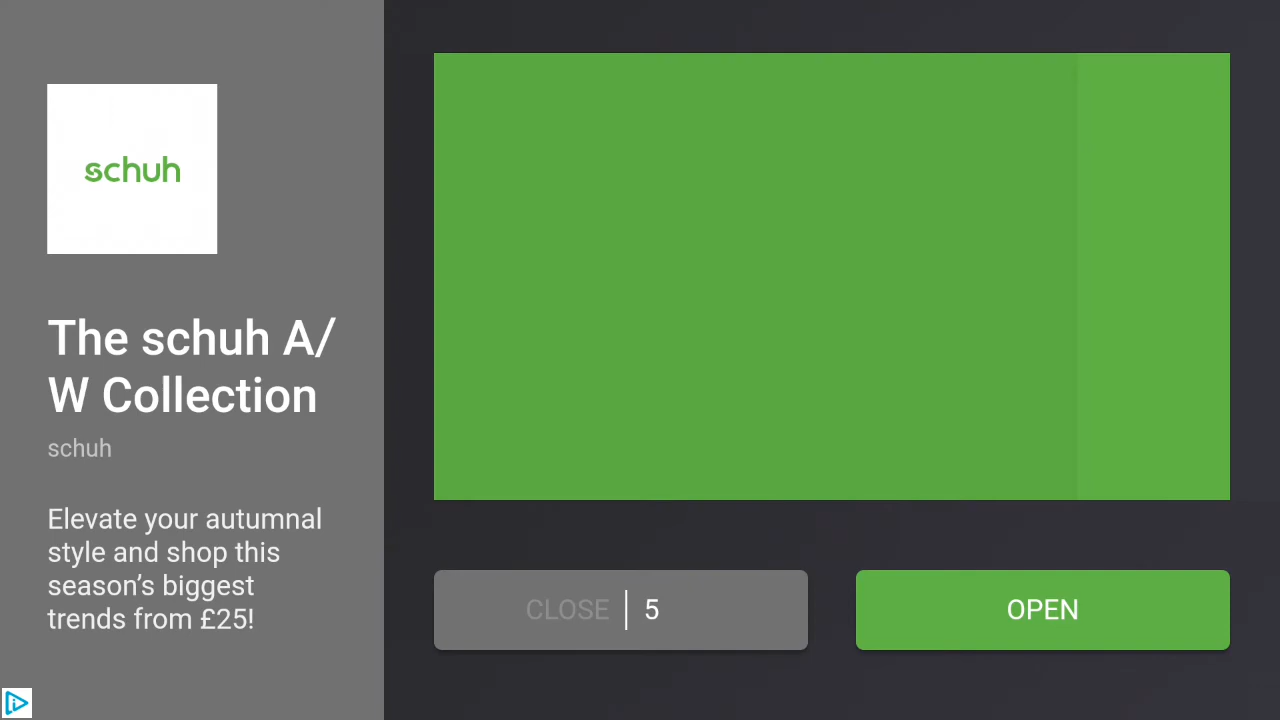 schuh
The schuh A/
W Collection
schuh
Elevate your autumnal
style and shop this
season’s biggest
trends from £25!
CLOSE 5
OPEN